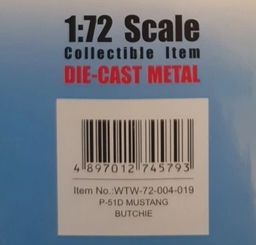 1:72 Scale
Collectible Item
DIE-CAST METAL
4 897012 745793
Item No.:WTW-72-004-019
P-51D MUSTANG
BUTCHIE